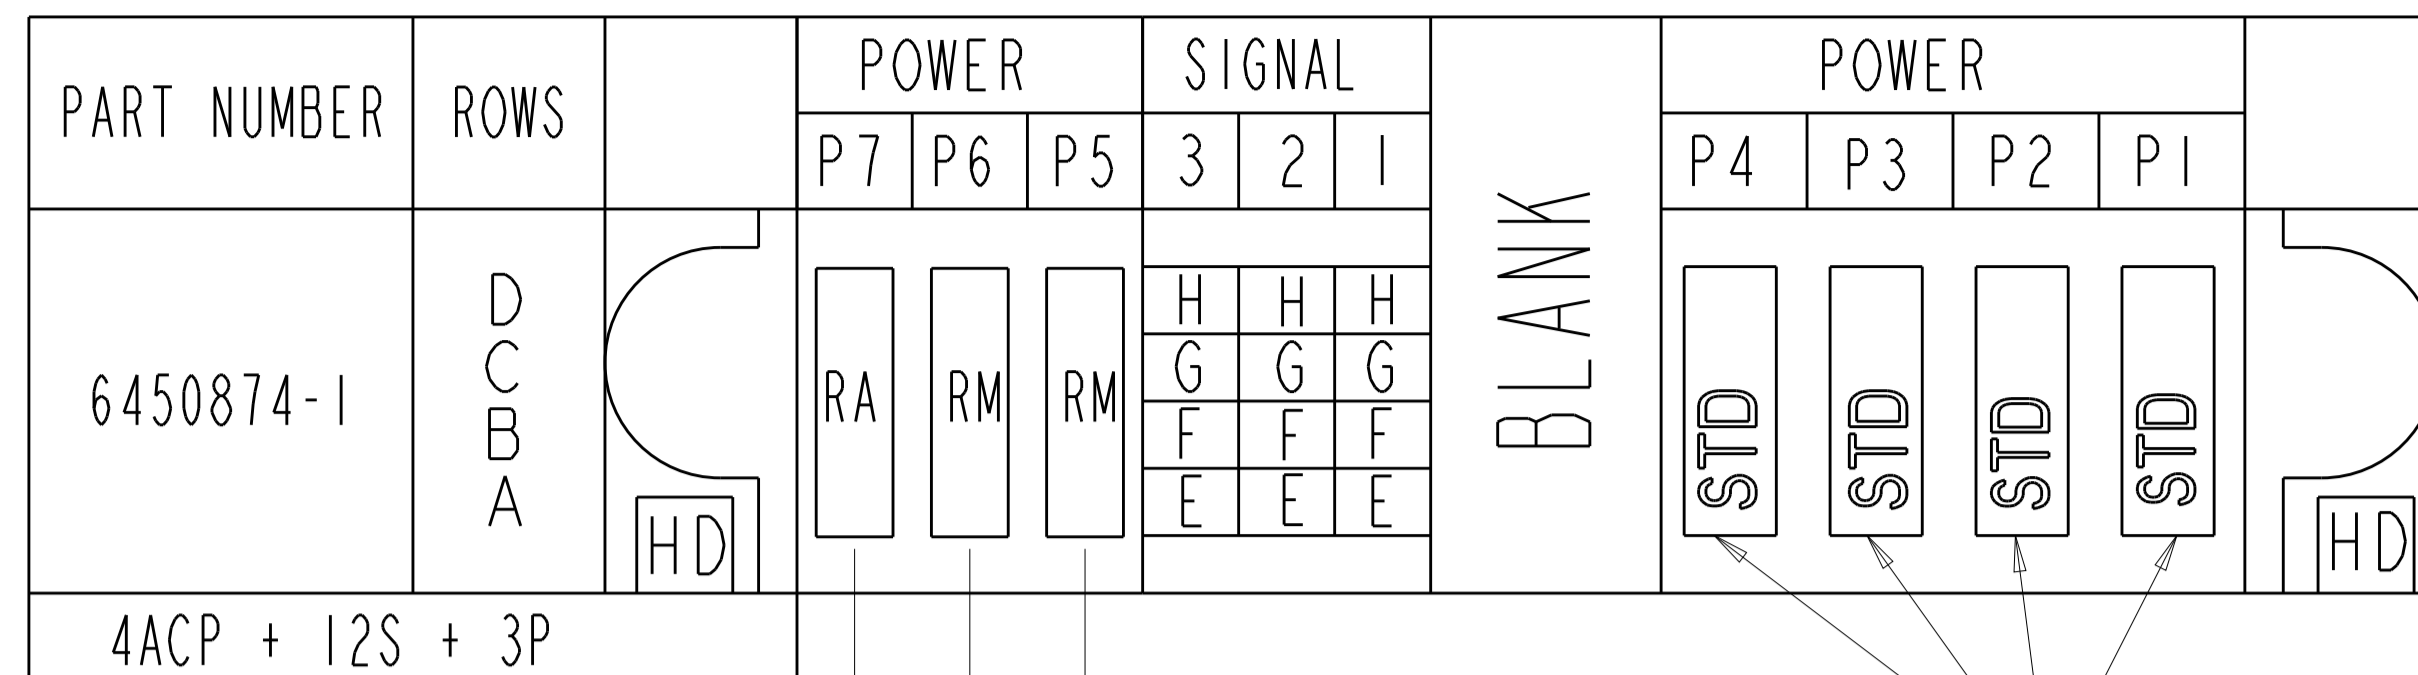 PART NUMBER ROWS POWER SIGNAL BLANK POWER
P7 P6 P5 3 2 1 P4 P3 P2 P1
6450874-1
D
C
B
A
HD
RA RM RM
H H H
G G G
F F F
E E E
STD STD STD STD
HD
4ACP + 12S + 3P